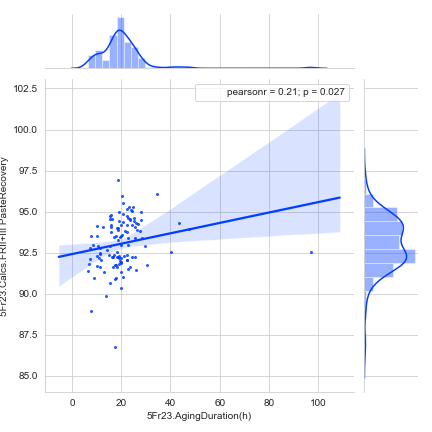 pearsonr = 0.21; p = 0.027
102.5
100.0
97.5
95.0
92.5
90.0
87.5
85.0
5Fr23.Calcs.FRII+III PasteRecovery
0 20 40 60 80 100
5Fr23.AgingDuration(h)